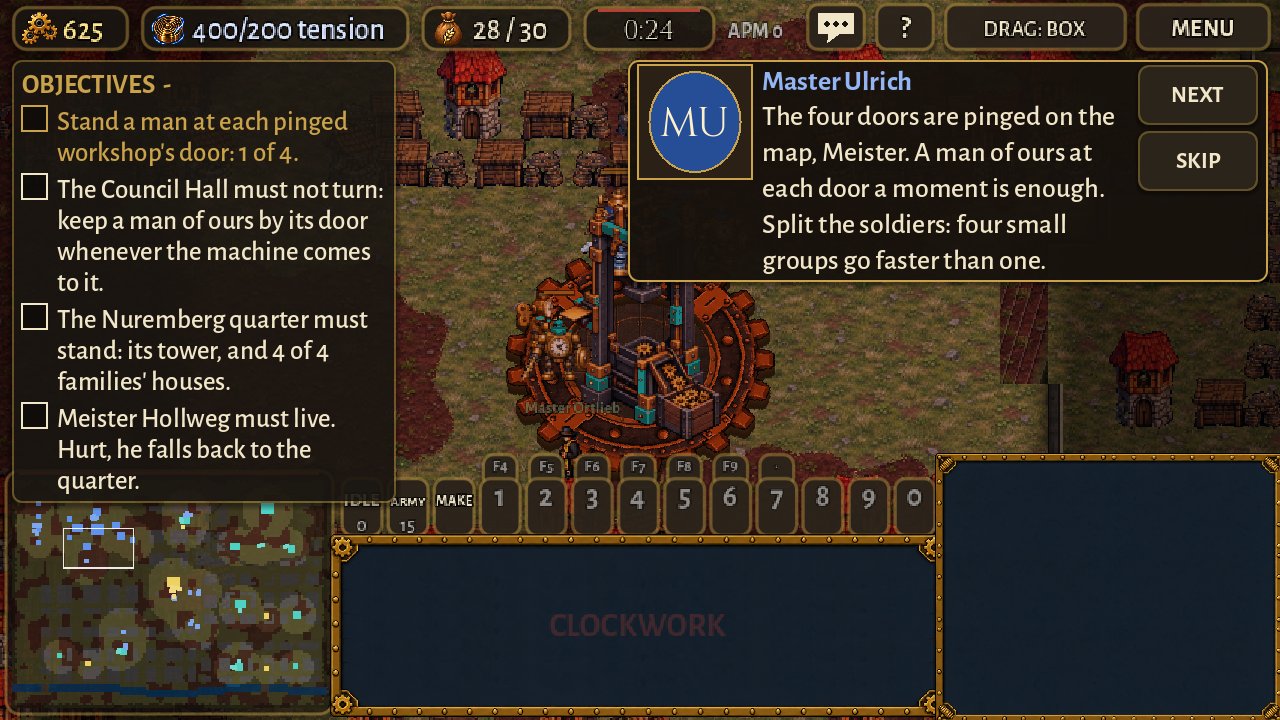 625
400/200 tension
28 / 30
0:24
APM 0
?
DRAG: BOX
MENU
OBJECTIVES -
Stand a man at each pinged
workshop's door: 1 of 4.
The Council Hall must not turn:
keep a man of ours by its door
whenever the machine comes
to it.
The Nuremberg quarter must
stand: its tower, and 4 of 4
families' houses.
Meister Hollweg must live.
Hurt, he falls back to the
quarter.
MU
Master Ulrich
The four doors are pinged on the
map, Meister. A man of ours at
each door a moment is enough.
Split the soldiers: four small
groups go faster than one.
NEXT
SKIP
Master Ortlieb
F4 F5 F6 F7 F8 F9
IDLE ARMY MAKE 1 2 3 4 5 6 7 8 9 0
0 15
CLOCKWORK